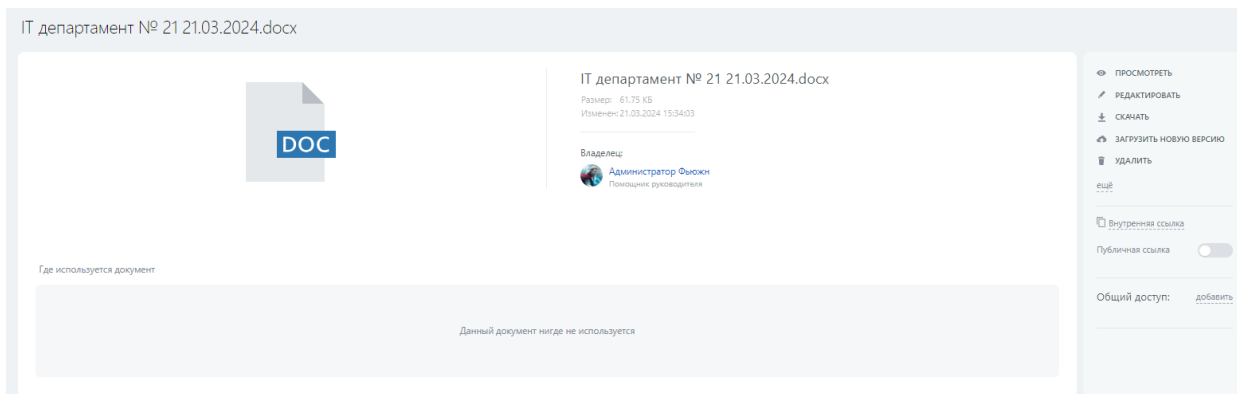 IT департамент № 21 21.03.2024.docx
DOC
IT департамент № 21 21.03.2024.docx
Размер: 61.75 КБ
Изменен: 21.03.2024 15:34:03
Владелец:
Администратор Фьюжн
Помощник руководителя
Где используется документ
Данный документ нигде не используется
ПРОСМОТРЕТЬ
РЕДАКТИРОВАТЬ
СКАЧАТЬ
ЗАГРУЗИТЬ НОВУЮ ВЕРСИЮ
УДАЛИТЬ
ещё
Внутренняя ссылка
Публичная ссылка
Общий доступ: добавить